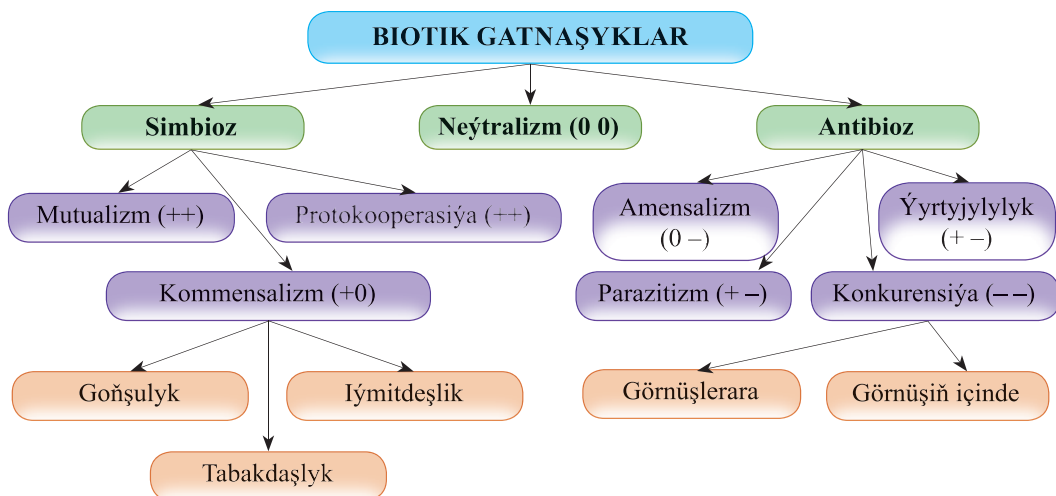 BIOTIK GATNAŞYKLAR
Simbioz
Neýtralizm (0 0)
Antibioz
Mutualizm (++)
Protokooperasiýa (++)
Amensalizm
(0 –)
Ýyrtyjylylyk
(+ –)
Kommensalizm (+0)
Parazitizm (+ –)
Konkurensiýa (– –)
Goňşulyk
Iýmitdeşlik
Görnüşlerara
Görnüşiň içinde
Tabakdaşlyk